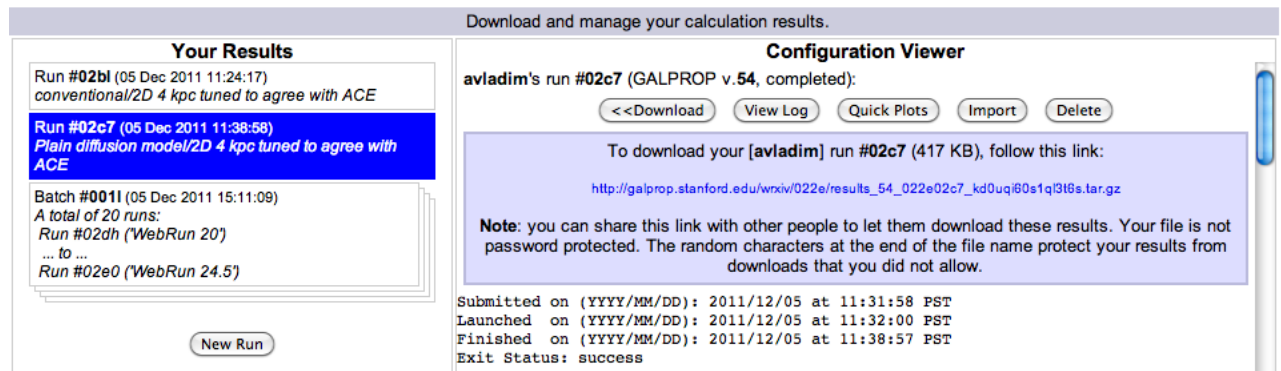 Download and manage your calculation results.
Your Results
Run #02bl (05 Dec 2011 11:24:17)
conventional/2D 4 kpc tuned to agree with ACE
Run #02c7 (05 Dec 2011 11:38:58)
Plain diffusion model/2D 4 kpc tuned to agree with
ACE
Batch #001l (05 Dec 2011 15:11:09)
A total of 20 runs:
Run #02dh ('WebRun 20')
... to ...
Run #02e0 ('WebRun 24.5')
New Run
Configuration Viewer
avladim's run #02c7 (GALPROP v.54, completed):
<<Download View Log Quick Plots Import Delete
To download your [avladim] run #02c7 (417 KB), follow this link:
http://galprop.stanford.edu/wrxiv/022e/results_54_022e02c7_kd0uqi60s1ql3t6s.tar.gz
Note: you can share this link with other people to let them download these results. Your file is not
password protected. The random characters at the end of the file name protect your results from
downloads that you did not allow.
Submitted on (YYYY/MM/DD): 2011/12/05 at 11:31:58 PST
Launched  on (YYYY/MM/DD): 2011/12/05 at 11:32:00 PST
Finished  on (YYYY/MM/DD): 2011/12/05 at 11:38:57 PST
Exit Status: success